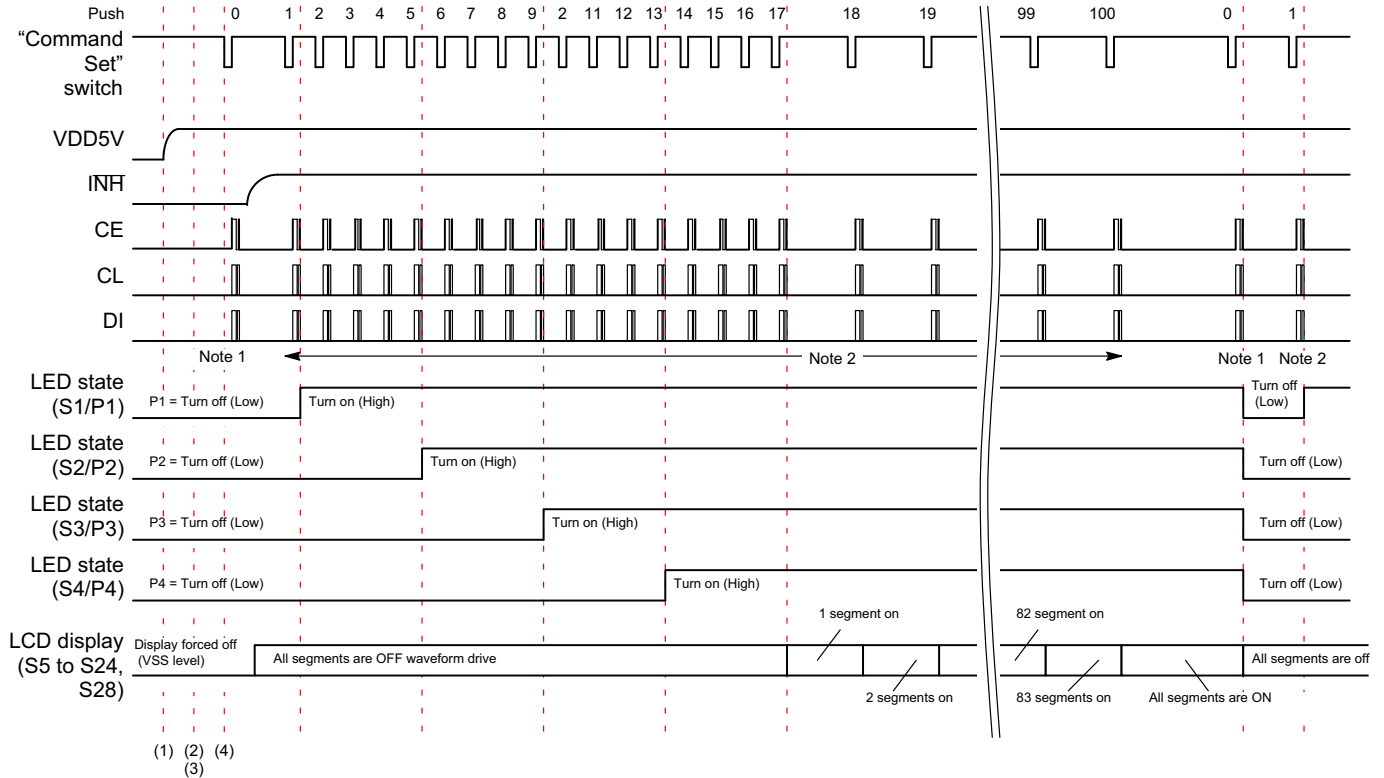 Push 0 1 2 3 4 5 6 7 8 9 2 11 12 13 14 15 16 17 18 19 99 100 0 1
“Command
Set”
switch
VDD5V
INH
CE
CL
DI
Note 1 Note 2 Note 1 Note 2
LED state
(S1/P1)
P1 = Turn off (Low) Turn on (High) Turn off
(Low)
LED state
(S2/P2)
P2 = Turn off (Low) Turn on (High) Turn off (Low)
LED state
(S3/P3)
P3 = Turn off (Low) Turn on (High) Turn off (Low)
LED state
(S4/P4)
P4 = Turn off (Low) Turn on (High) Turn off (Low)
1 segment on 82 segment on
LCD display
(S5 to S24,
S28)
Display forced off
(VSS level)
All segments are OFF waveform drive All segments are off
2 segments on 83 segments on All segments are ON
(1) (2) (4)
(3)